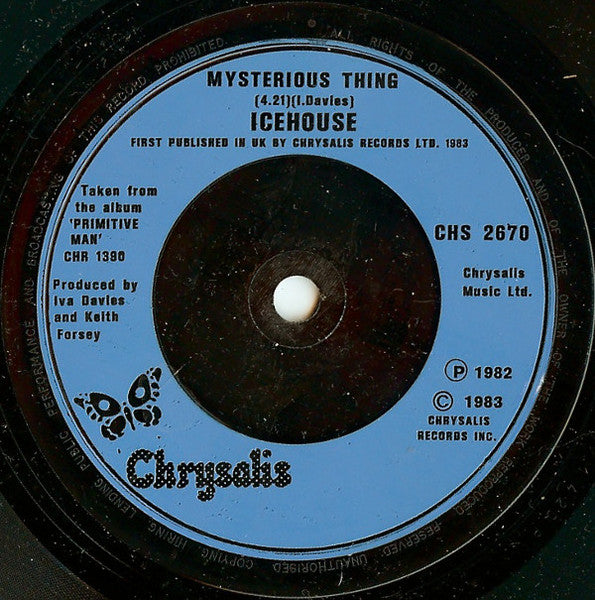 MYSTERIOUS THING
(4.21)(I.Davies)
ICEHOUSE
FIRST PUBLISHED IN UK BY CHRYSALIS RECORDS LTD. 1983
Taken from
the album
'PRIMITIVE
MAN'
CHR 1390
Produced by
Iva Davies
and Keith
Forsey
CHS 2670
Chrysalis
Music Ltd.
Ⓟ 1982
© 1983
CHRYSALIS
RECORDS INC.
Chrysalis
ALL RIGHTS OF THE PRODUCER AND OF THE OWNER OF THE WORK REPRODUCED RESERVED UNAUTHORISED COPYING HIRING LENDING PUBLIC PERFORMANCE AND BROADCASTING OF THIS RECORD PROHIBITED